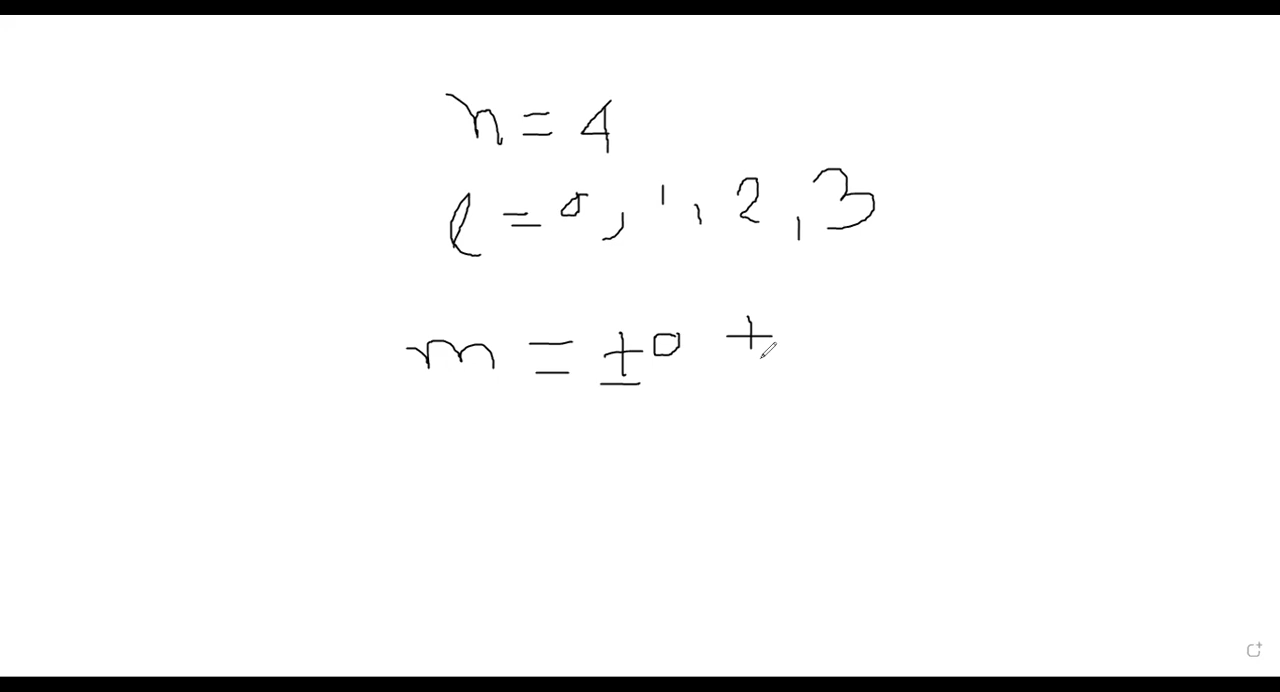 n = 4
l = 0, 1, 2, 3
m = ±0 +